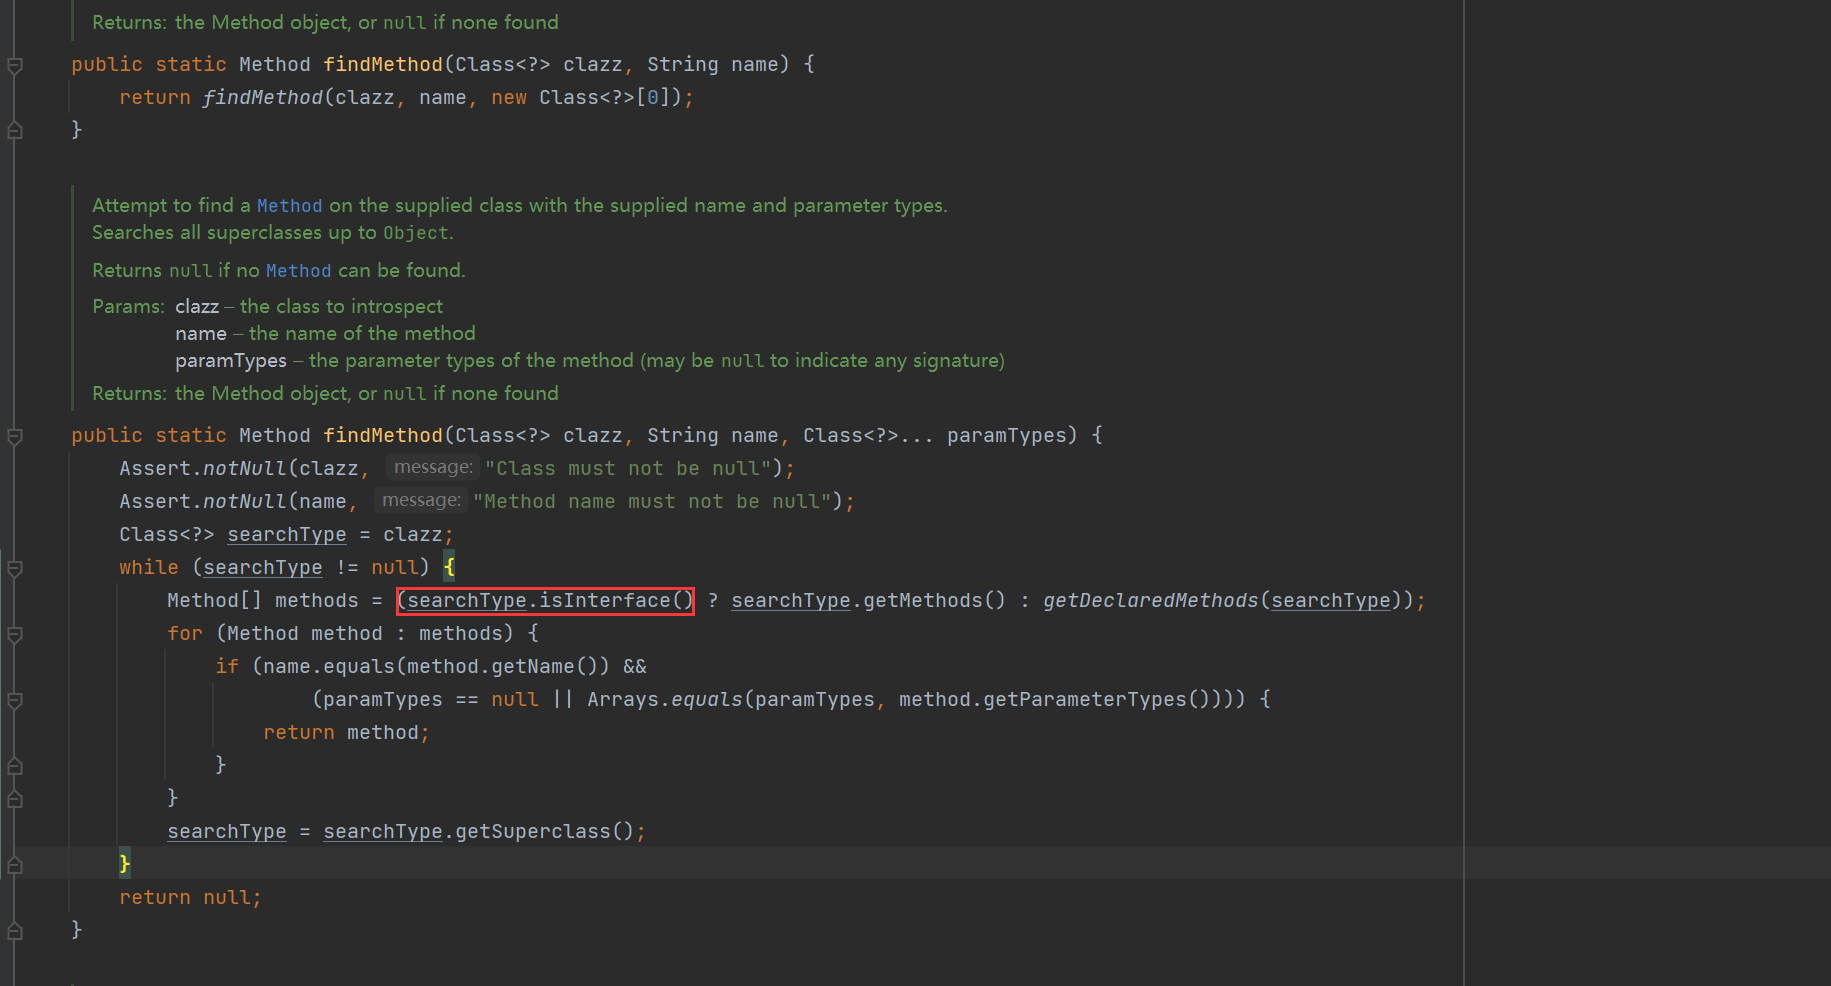 Returns: the Method object, or null if none found
public static Method findMethod(Class<?> clazz, String name) {
return findMethod(clazz, name, new Class<?>[0]);
}
Attempt to find a Method on the supplied class with the supplied name and parameter types.
Searches all superclasses up to Object.
Returns null if no Method can be found.
Params: clazz – the class to introspect
name – the name of the method
paramTypes – the parameter types of the method (may be null to indicate any signature)
Returns: the Method object, or null if none found
public static Method findMethod(Class<?> clazz, String name, Class<?>... paramTypes) {
Assert.notNull(clazz, message: "Class must not be null");
Assert.notNull(name, message: "Method name must not be null");
Class<?> searchType = clazz;
while (searchType != null) {
Method[] methods = (searchType.isInterface() ? searchType.getMethods() : getDeclaredMethods(searchType));
for (Method method : methods) {
if (name.equals(method.getName()) &&
(paramTypes == null || Arrays.equals(paramTypes, method.getParameterTypes()))) {
return method;
}
}
searchType = searchType.getSuperclass();
}
return null;
}